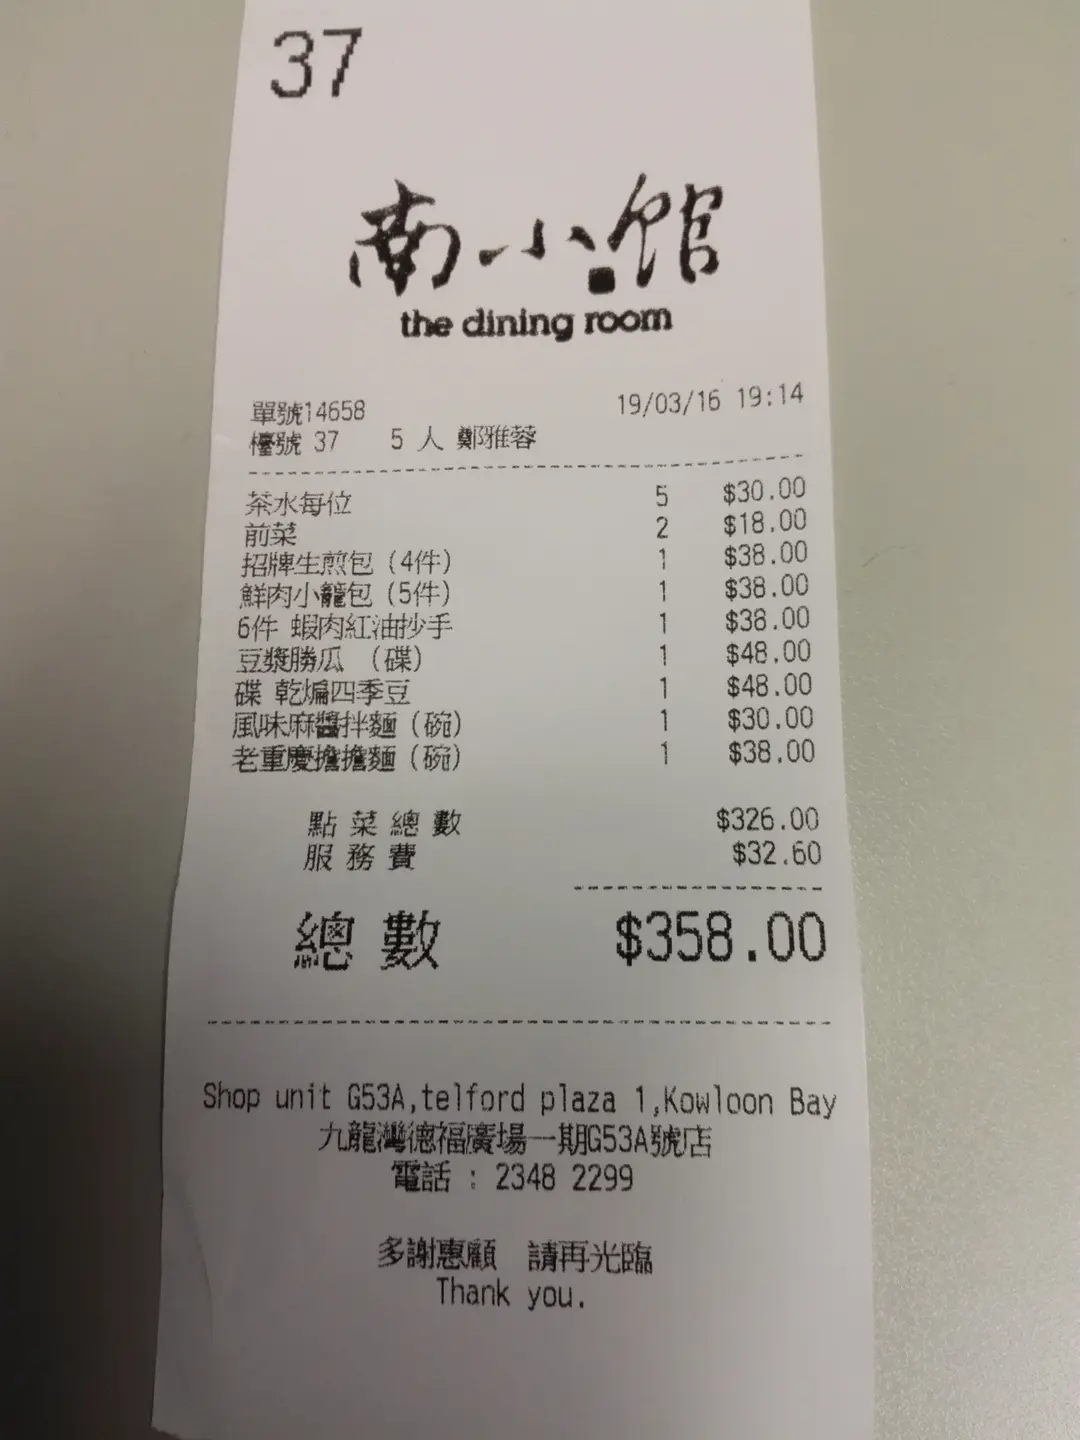 37
南小館
the dining room
單號14658 19/03/16 19:14
檯號 37 5 人 鄭雅蓉
茶水每位 5 $30.00
前菜 2 $18.00
招牌生煎包 (4件) 1 $38.00
鮮肉小籠包 (5件) 1 $38.00
6件 蝦肉紅油抄手 1 $38.00
豆漿勝瓜 (碟) 1 $48.00
碟 乾煸四季豆 1 $48.00
風味麻醬拌麵 (碗) 1 $30.00
老重慶擔擔麵 (碗) 1 $38.00
點菜總數 $326.00
服務費 $32.60
總數 $358.00
Shop unit G53A,telford plaza 1,Kowloon Bay
九龍灣德福廣場一期G53A號店
電話 : 2348 2299
多謝惠顧 請再光臨
Thank you.